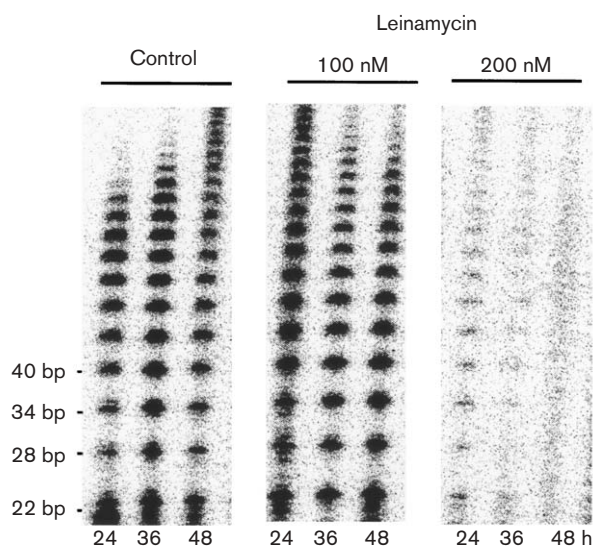 Leinamycin
Control
100 nM
200 nM
40 bp
34 bp
28 bp
22 bp
24 36 48 24 36 48 24 36 48 h